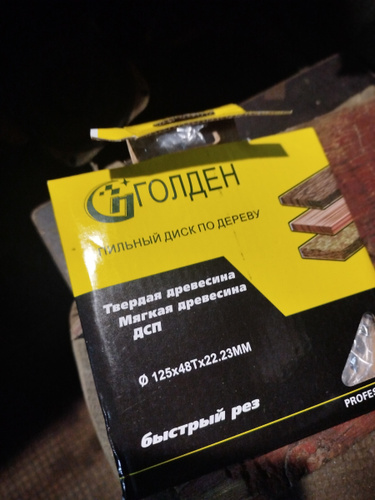 ГОЛДЕН
ПИЛЬНЫЙ ДИСК ПО ДЕРЕВУ
Твердая древесина
Мягкая древесина
ДСП
Ø 125x48Tx22.23MM
быстрый рез